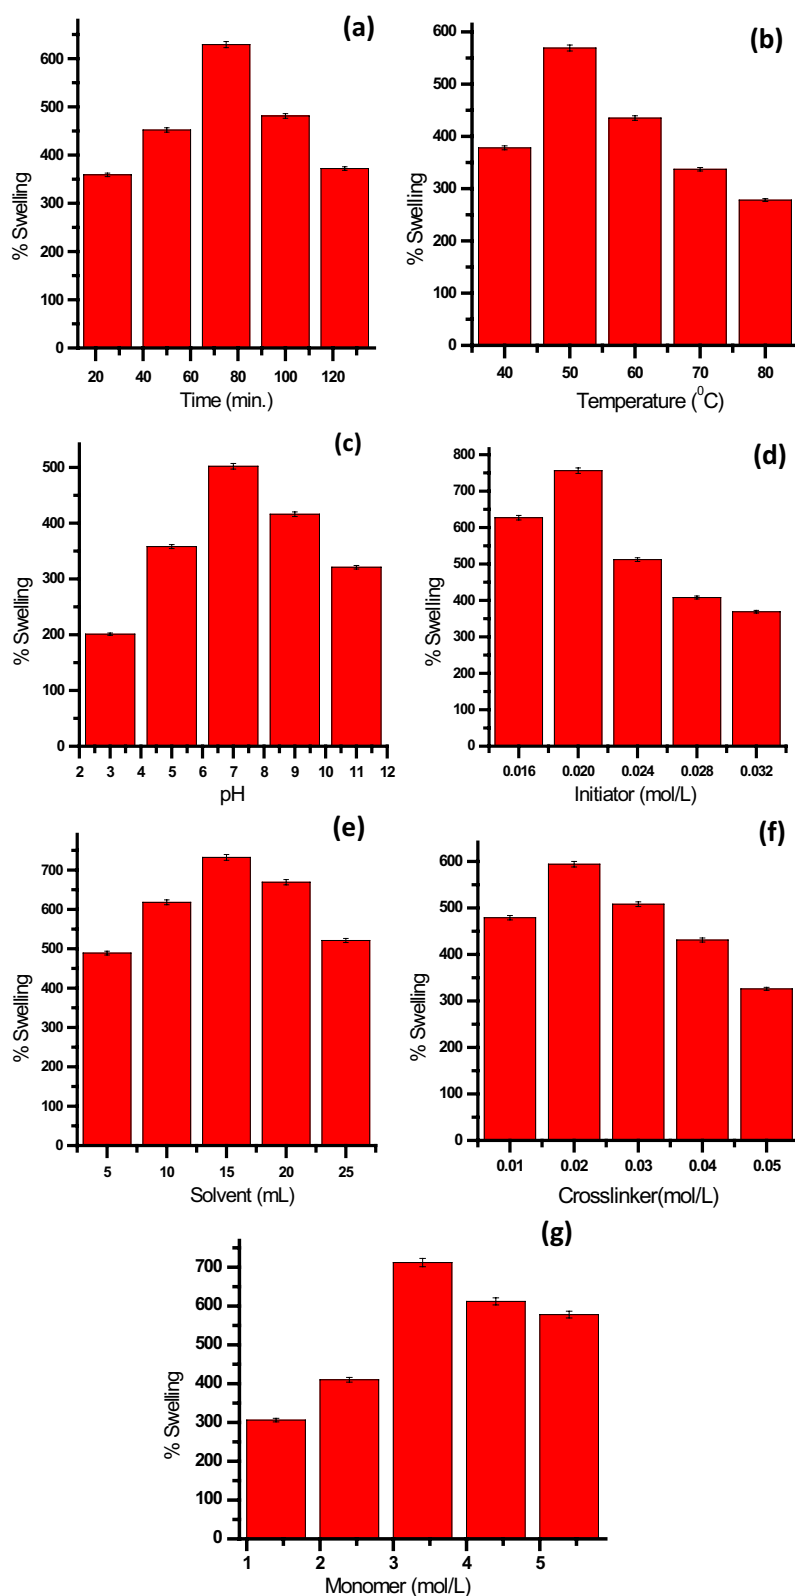 (a)
% Swelling
600
500
400
300
200
100
0
20 40 60 80 100 120
Time (min.)
(b)
% Swelling
600
500
400
300
200
100
0
40 50 60 70 80
Temperature (⁰C)
(c)
% Swelling
500
400
300
200
100
0
2 3 4 5 6 7 8 9 10 11 12
pH
(d)
% Swelling
800
700
600
500
400
300
200
100
0
0.016 0.020 0.024 0.028 0.032
Initiator (mol/L)
(e)
% Swelling
700
600
500
400
300
200
100
0
5 10 15 20 25
Solvent (mL)
(f)
% Swelling
600
500
400
300
200
100
0
0.01 0.02 0.03 0.04 0.05
Crosslinker(mol/L)
(g)
% Swelling
700
600
500
400
300
200
100
0
1 2 3 4 5
Monomer (mol/L)